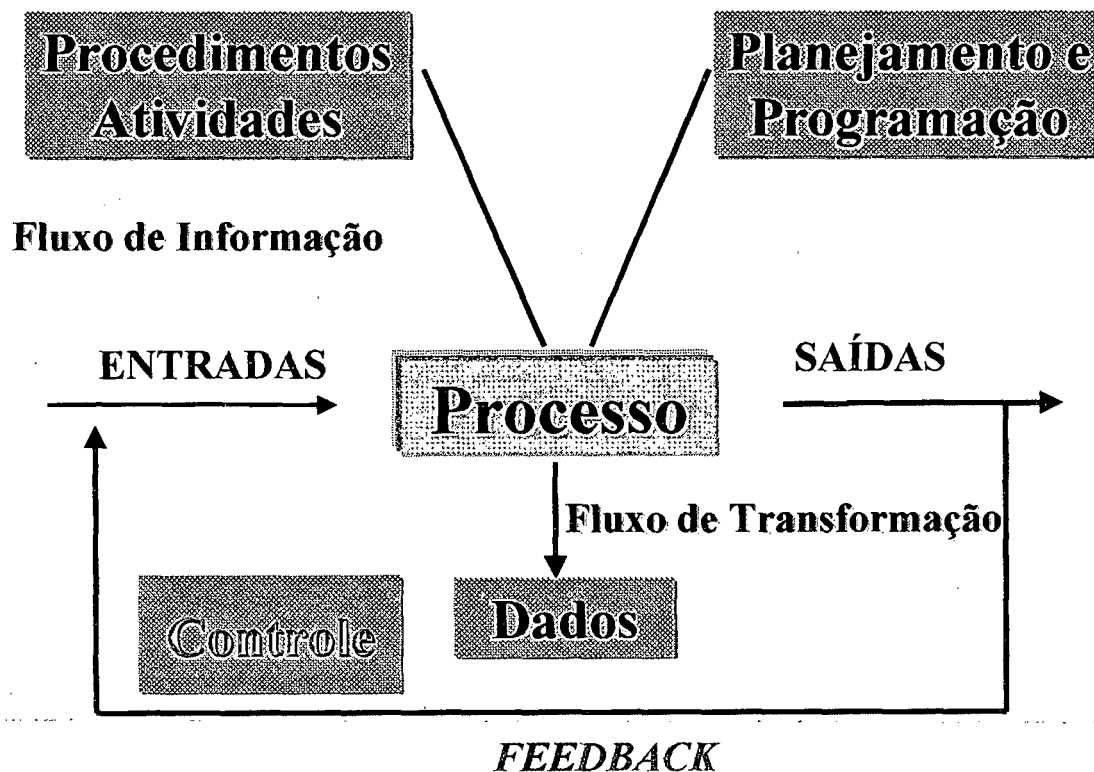 Procedimentos
Atividades
Planejamento e
Programação
Fluxo de Informação
ENTRADAS
Processo
SAÍDAS
Fluxo de Transformação
Controle
Dados
FEEDBACK